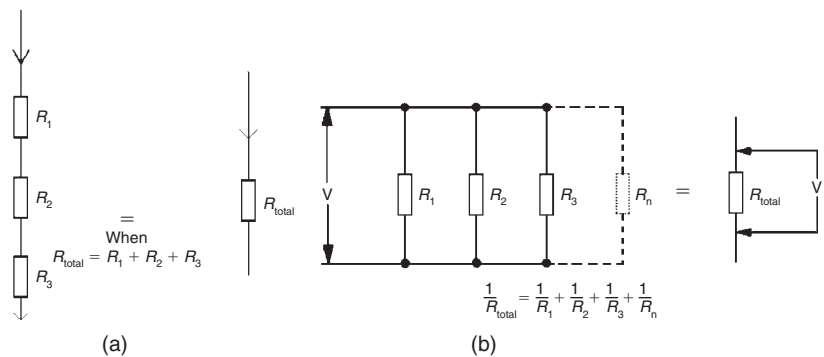 R1
R2
R3
=
When
Rtotal = R1 + R2 + R3
Rtotal
(a)
V
R1
R2
R3
Rn
=
Rtotal
V
1/Rtotal = 1/R1 + 1/R2 + 1/R3 + 1/Rn
(b)